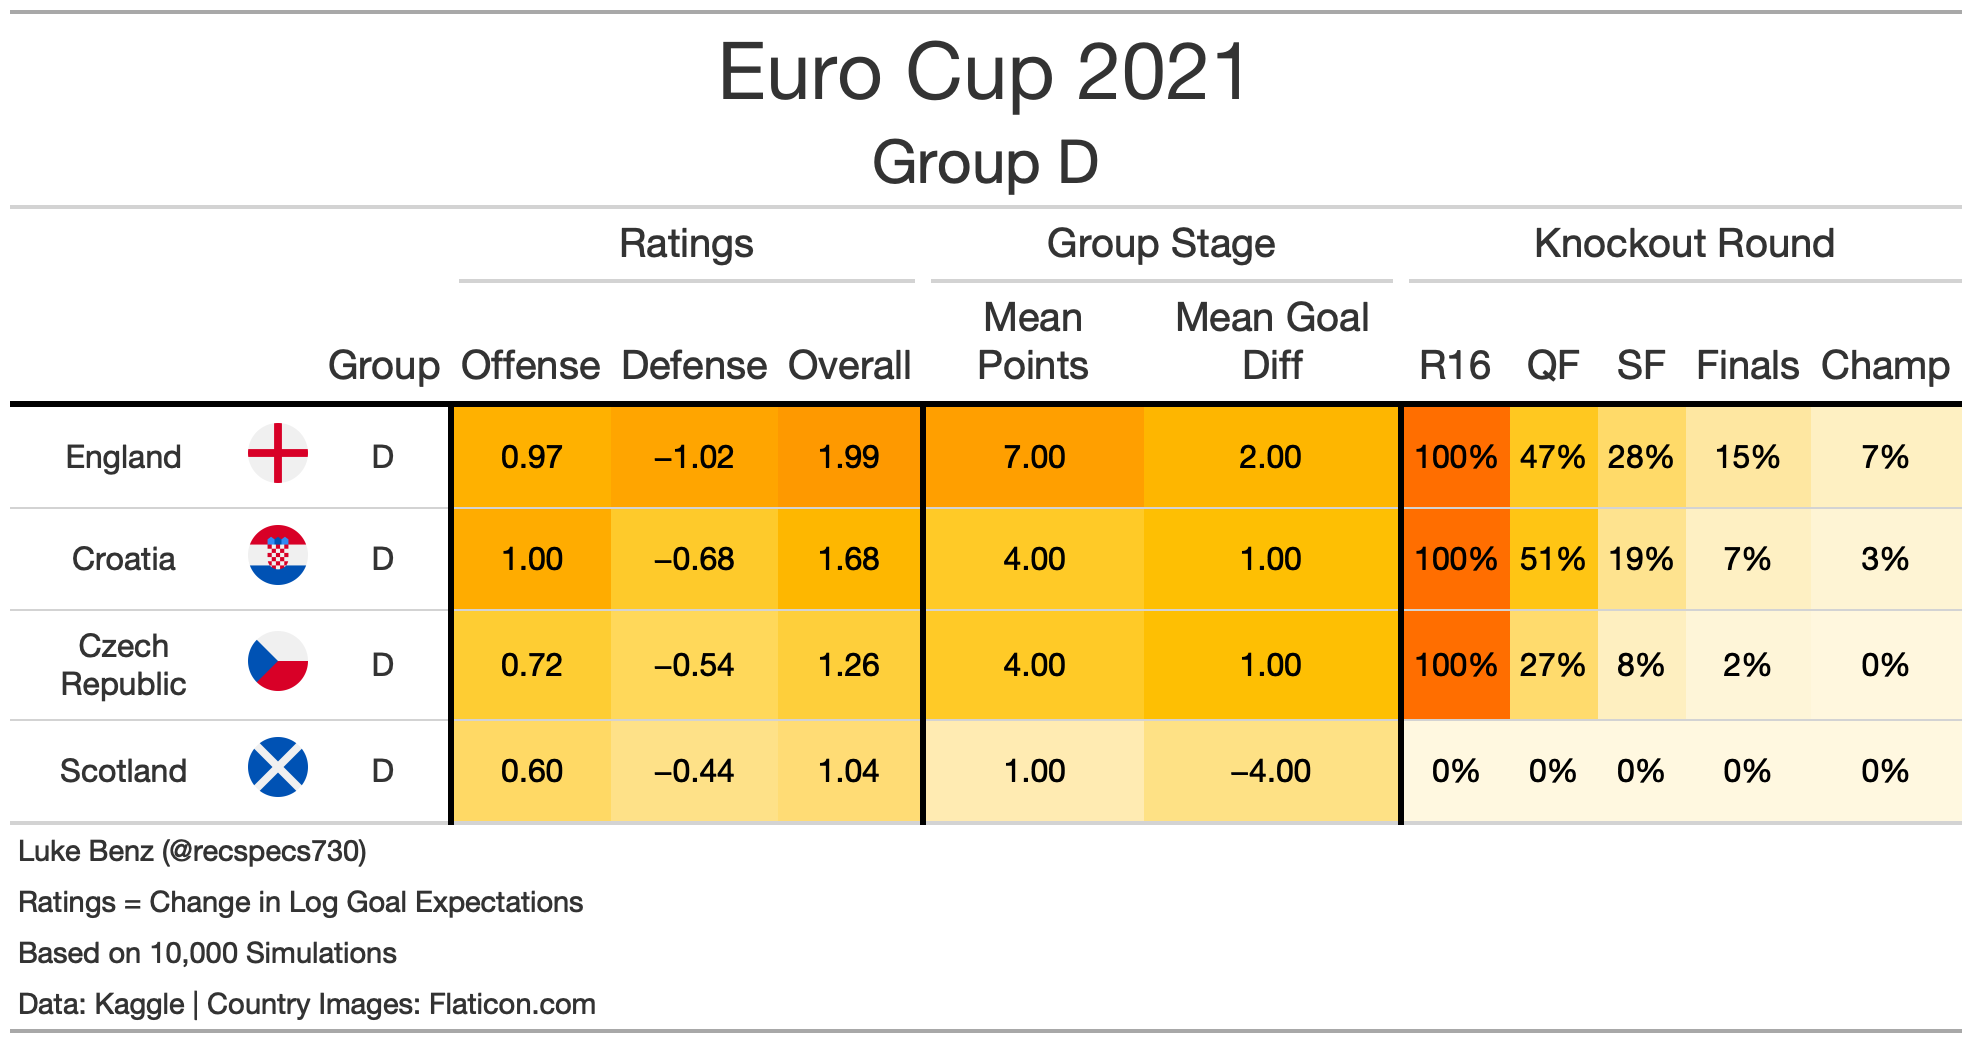 Euro Cup 2021
Group D
Ratings Group Stage Knockout Round
Mean Mean Goal
Group Offense Defense Overall Points Diff R16 QF SF Finals Champ
England D 0.97 −1.02 1.99 7.00 2.00 100% 47% 28% 15% 7%
Croatia D 1.00 −0.68 1.68 4.00 1.00 100% 51% 19% 7% 3%
Czech
Republic D 0.72 −0.54 1.26 4.00 1.00 100% 27% 8% 2% 0%
Scotland D 0.60 −0.44 1.04 1.00 −4.00 0% 0% 0% 0% 0%
Luke Benz (@recspecs730)
Ratings = Change in Log Goal Expectations
Based on 10,000 Simulations
Data: Kaggle | Country Images: Flaticon.com